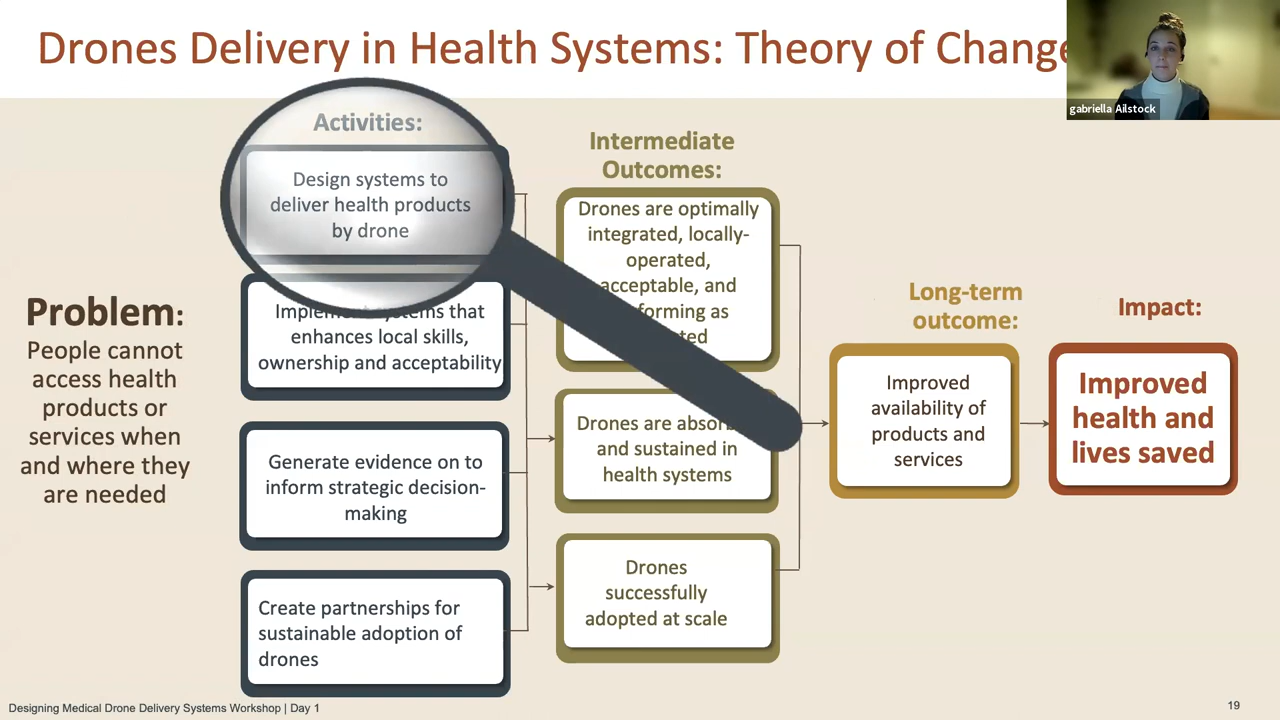 Drones Delivery in Health Systems: Theory of Change
gabriella Ailstock
Problem:
People cannot
access health
products or
services when
and where they
are needed
Activities:
Design systems to
deliver health products
by drone
Implement systems that
enhances local skills,
ownership and acceptability
Generate evidence on to
inform strategic decision-
making
Create partnerships for
sustainable adoption of
drones
Intermediate
Outcomes:
Drones are optimally
integrated, locally-
operated,
acceptable, and
as
Drones are
and sustained in
health systems
Drones
successfully
adopted at scale
Long-term
outcome:
Improved
availability of
products and
services
Impact:
Improved
health and
lives saved
Designing Medical Drone Delivery Systems Workshop | Day 1
19